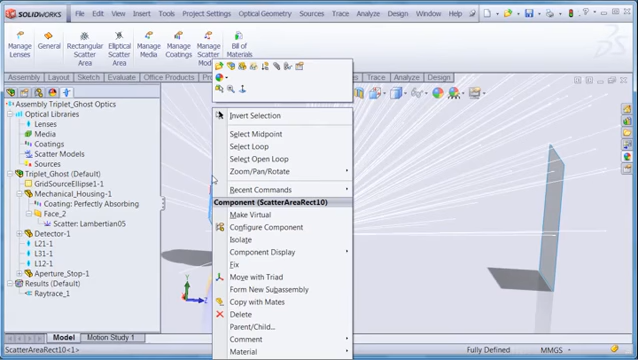 SOLIDWORKS
File Edit View Insert Tools Project Settings Optical Geometry Sources Trace Analyze Window Help
Manage Lenses
General
Rectangular Scatter Area
Elliptical Scatter Area
Manage Media
Manage Coatings
Manage Scatter Mod
Bill of Materials
Assembly Layout Sketch Evaluate Office Products
Trace Analyze
Assembly Triplet_Ghost Optics
Optical Libraries
Lenses
Media
Coatings
Scatter Models
Sources
Triplet_Ghost (Default)
GridSourceEllipse1-1
Mechanical_Housing-1
Coating: Perfectly Absorbing
Face_2
Scatter: Lambertian05
Detector-1
L21-1
L31-1
L12-1
Aperture_Stop-1
Results (Default)
Raytrace_1
Invert Selection
Select Midpoint
Select Loop
Select Open Loop
Zoom/Pan/Rotate
Recent Commands
Component (ScatterAreaRect10)
Make Virtual
Configure Component
Isolate
Component Display
Fix
Move with Triad
Form New Subassembly
Copy with Mates
Delete
Parent/Child...
Comment
Material
Model Motion Study 1
ScatterAreaRect10<1>
Fully Defined
MMGS